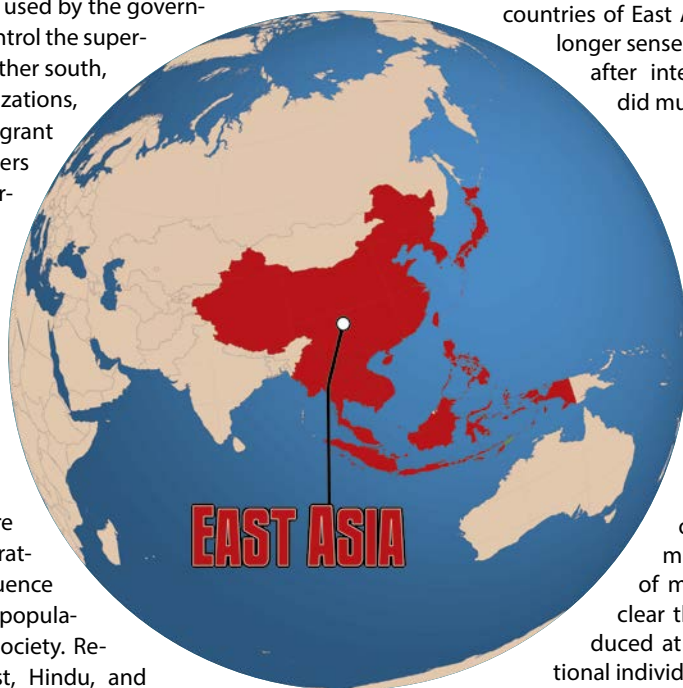 used by the govern-
ntrol the super-
ther south,
zations,
grant
ers
r-
re
rat-
uence
popula-
ociety. Re-
st, Hindu, and
EAST ASIA
countries of East A
longer sense
after inte
did mu
m
of m
clear th
duced at
tional individ